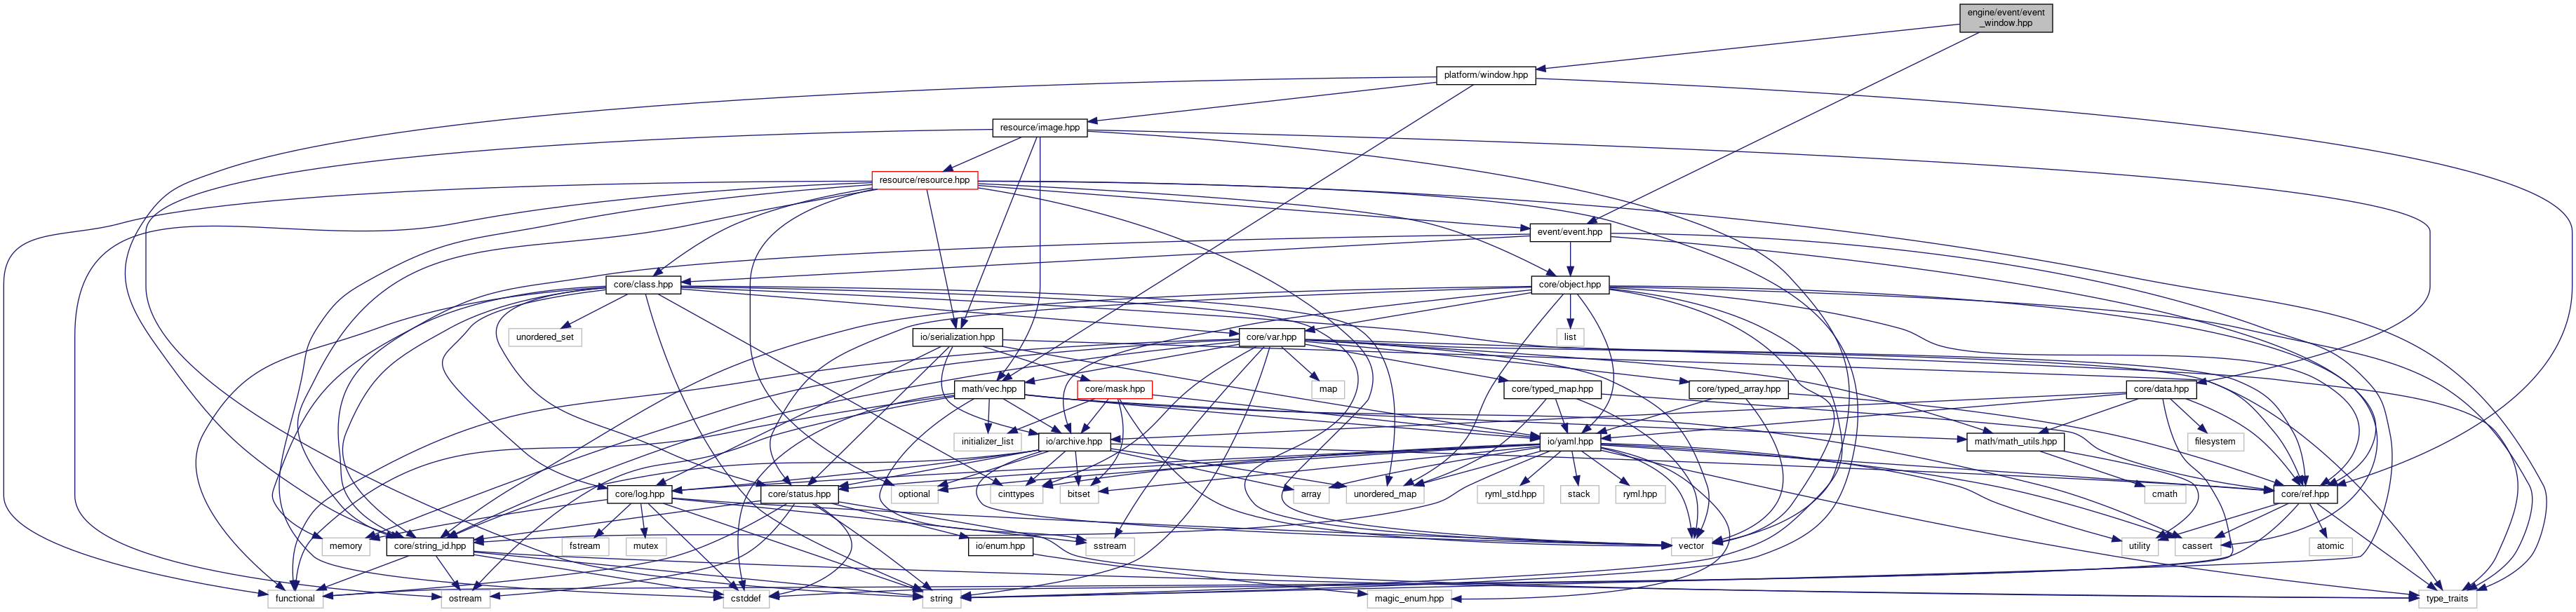 engine/event/event
_window.hpp
platform/window.hpp
resource/image.hpp
resource/resource.hpp
event/event.hpp
core/class.hpp
core/object.hpp
unordered_set
io/serialization.hpp
core/var.hpp
list
math/vec.hpp
core/mask.hpp
map
core/typed_map.hpp
core/typed_array.hpp
core/data.hpp
initializer_list
io/archive.hpp
io/yaml.hpp
math/math_utils.hpp
filesystem
core/log.hpp
core/status.hpp
optional
cinttypes
bitset
array
unordered_map
ryml_std.hpp
stack
ryml.hpp
core/ref.hpp
cmath
memory
core/string_id.hpp
fstream
mutex
io/enum.hpp
sstream
vector
utility
cassert
atomic
functional
ostream
cstddef
string
magic_enum.hpp
type_traits